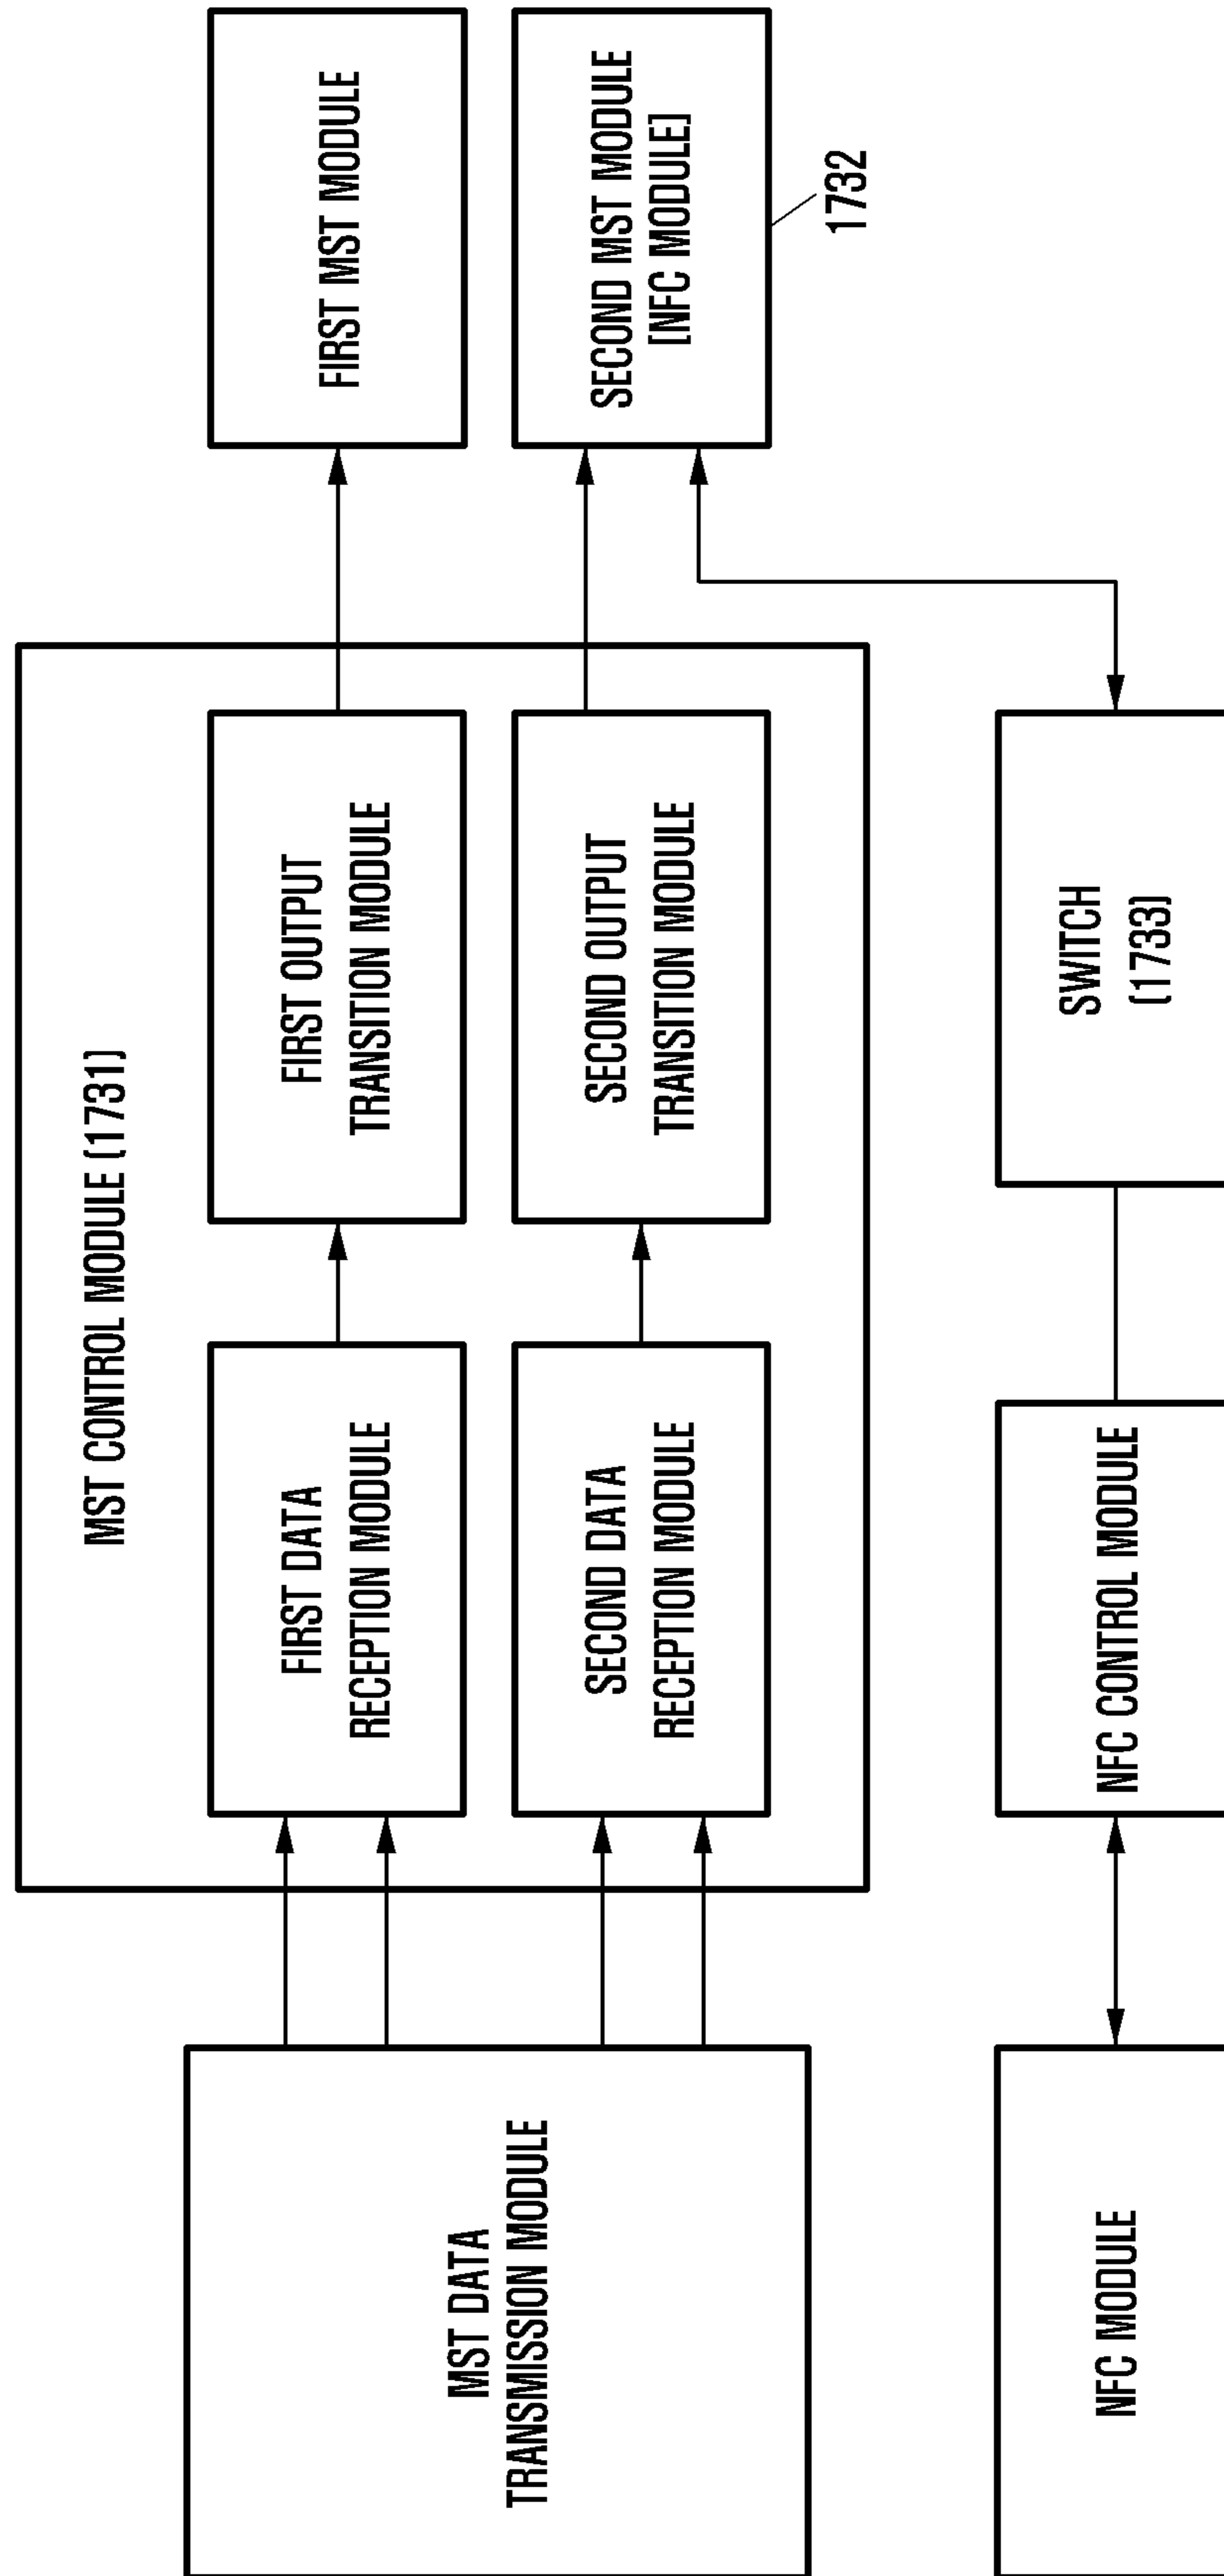 MST DATA
TRANSMISSION MODULE
MST CONTROL MODULE (1731)
FIRST DATA
RECEPTION MODULE
FIRST OUTPUT
TRANSITION MODULE
FIRST MST MODULE
SECOND DATA
RECEPTION MODULE
SECOND OUTPUT
TRANSITION MODULE
SECOND MST MODULE
(NFC MODULE)
1732
NFC MODULE
NFC CONTROL MODULE
SWITCH
(1733)